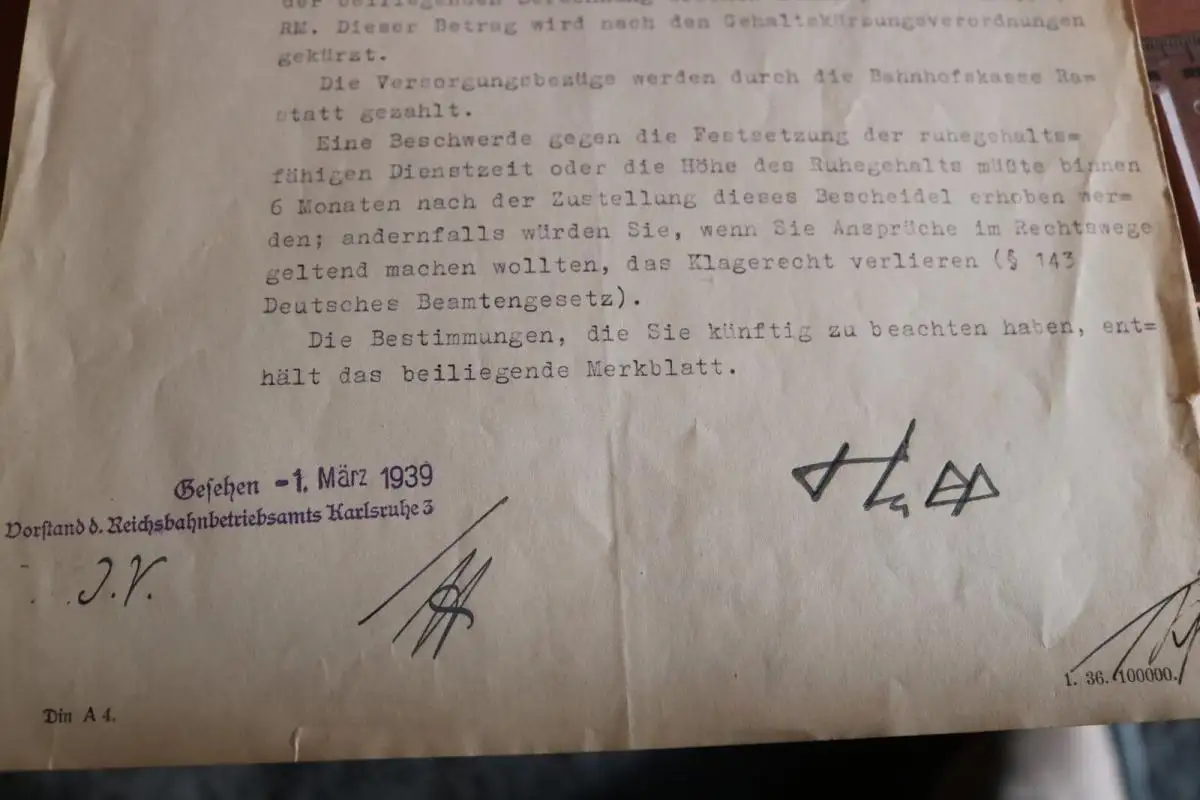 der beiliegenden Berechnung
RM. Dieser Betrag wird nach den Gehaltskürzungsverordnungen
gekürzt.
Die Versorgungsbezüge werden durch die Bahnhofskasse Ra=
statt gezahlt.
Eine Beschwerde gegen die Festsetzung der ruhegehalts=
fähigen Dienstzeit oder die Höhe des Ruhegehalts müßte binnen
6 Monaten nach der Zustellung dieses Bescheidel erhoben wer=
den; andernfalls würden Sie, wenn Sie Ansprüche im Rechtswege
geltend machen wollten, das Klagerecht verlieren (§ 143
Deutsches Beamtengesetz).
Die Bestimmungen, die Sie künftig zu beachten haben, ent=
hält das beiliegende Merkblatt.
Gesehen -1. März 1939
Vorstand d. Reichsbahnbetriebsamts Karlsruhe 3
J.V.
1. 36. 100000.
Din A 4.